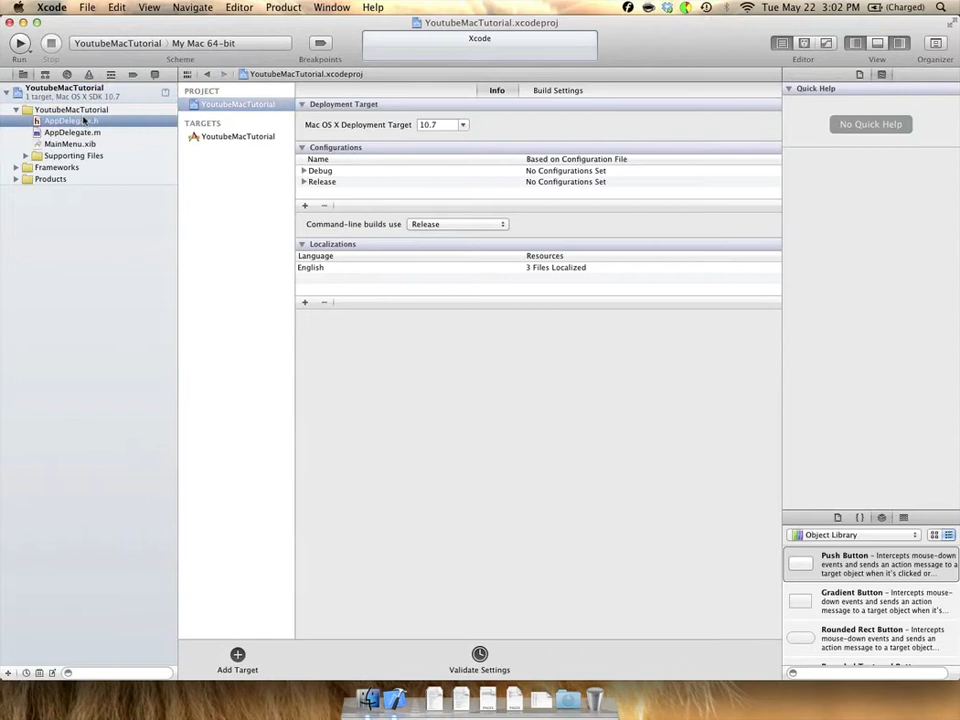 Xcode File Edit View Navigate Editor Product Window Help Tue May 22 3:02 PM (Charged)
YoutubeMacTutorial.xcodeproj
YoutubeMacTutorial My Mac 64-bit
Xcode
Run Stop Scheme Breakpoints Editor View Organizer
YoutubeMacTutorial.xcodeproj
YoutubeMacTutorial
1 target, Mac OS X SDK 10.7
YoutubeMacTutorial
AppDelegate.h
AppDelegate.m
MainMenu.xib
Supporting Files
Frameworks
Products
PROJECT
YoutubeMacTutorial
TARGETS
YoutubeMacTutorial
Info Build Settings
Deployment Target
Mac OS X Deployment Target 10.7
Configurations
Name Based on Configuration File
Debug No Configurations Set
Release No Configurations Set
Command-line builds use Release
Localizations
Language Resources
English 3 Files Localized
Add Target Validate Settings
Quick Help
No Quick Help
Object Library
Push Button – Intercepts mouse-down
events and sends an action message to a
target object when it's clicked or...
Gradient Button – Intercepts mouse-
down events and sends an action
message to a target object when it's...
Rounded Rect Button – Intercepts
mouse-down events and sends an
action message to a target object...